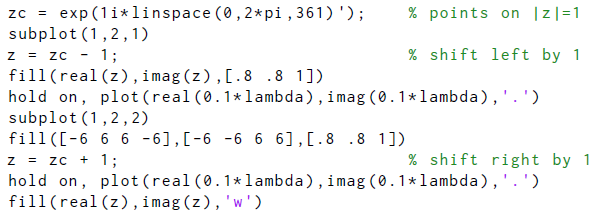 zc = exp(1i*linspace(0,2*pi,361)');    % points on |z|=1
subplot(1,2,1)
z = zc - 1;                            % shift left by 1
fill(real(z),imag(z),[.8 .8 1])
hold on, plot(real(0.1*lambda),imag(0.1*lambda),'.')
subplot(1,2,2)
fill([-6 6 6 -6],[-6 -6 6 6],[.8 .8 1])
z = zc + 1;                            % shift right by 1
hold on, plot(real(0.1*lambda),imag(0.1*lambda),'.')
fill(real(z),imag(z),'w')